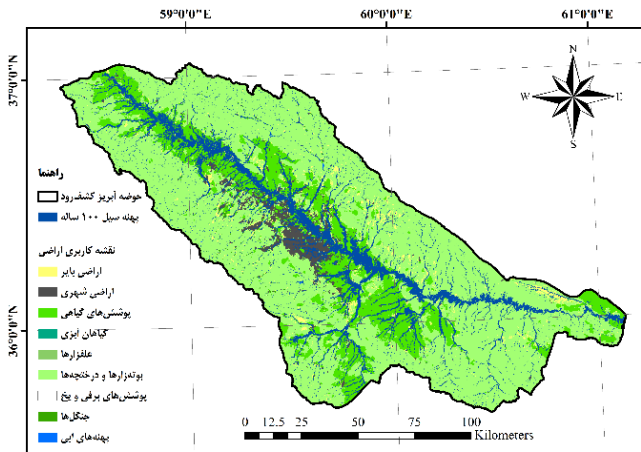 59°0'0"E
60°0'0"E
61°0'0"E
37°0'0"N
36°0'0"N
N
W
E
S
راهنما
حوضه آبریز کشف‌رود
پهنه سیل ۱۰۰ ساله
نقشه کاربری اراضی
اراضی بایر
اراضی شهری
پوشش‌های گیاهی
گیاهان آبزی
علفزارها
بوته‌زارها و درختچه‌ها
پوشش‌های برفی و یخ
جنگل‌ها
پهنه‌های آبی
0 12.5 25 50 75 100
Kilometers